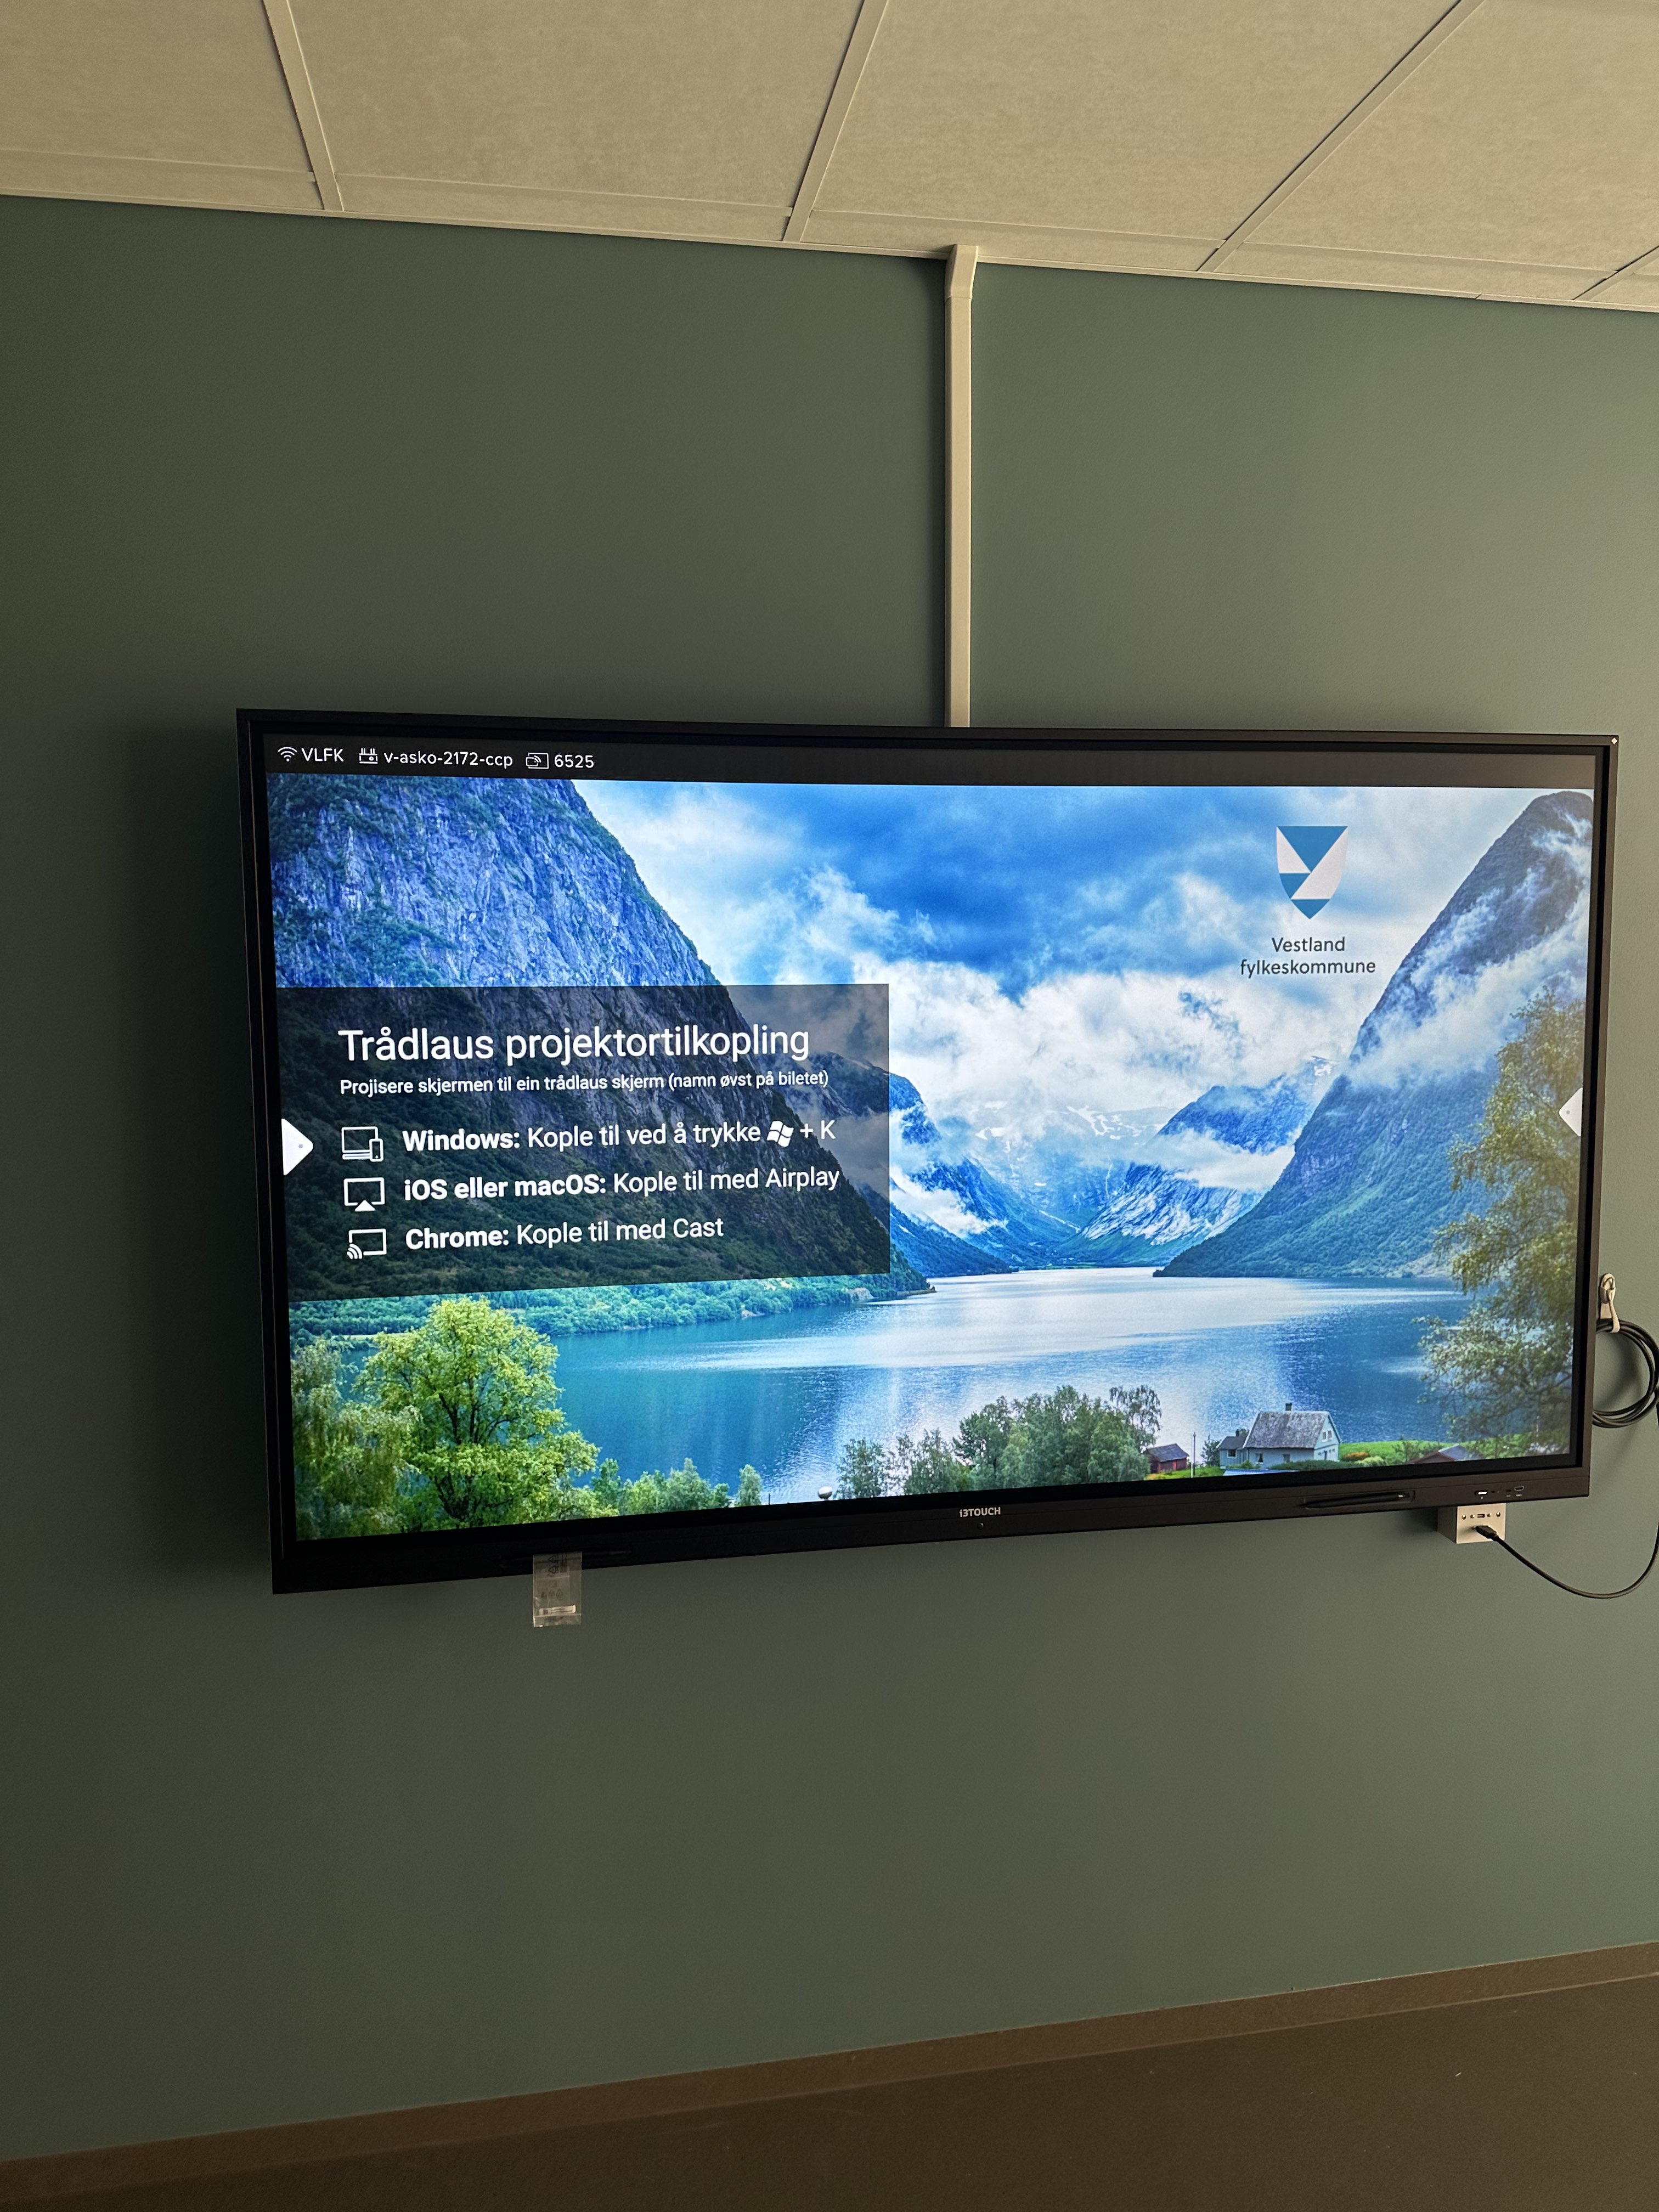 VLFK v-asko-2172-ccp 6525
Vestland
fylkeskommune
Trådlaus projektortilkopling
Projisere skjermen til ein trådlaus skjerm (namn øvst på biletet)
Windows: Kople til ved å trykke + K
iOS eller macOS: Kople til med Airplay
Chrome: Kople til med Cast
i3TOUCH